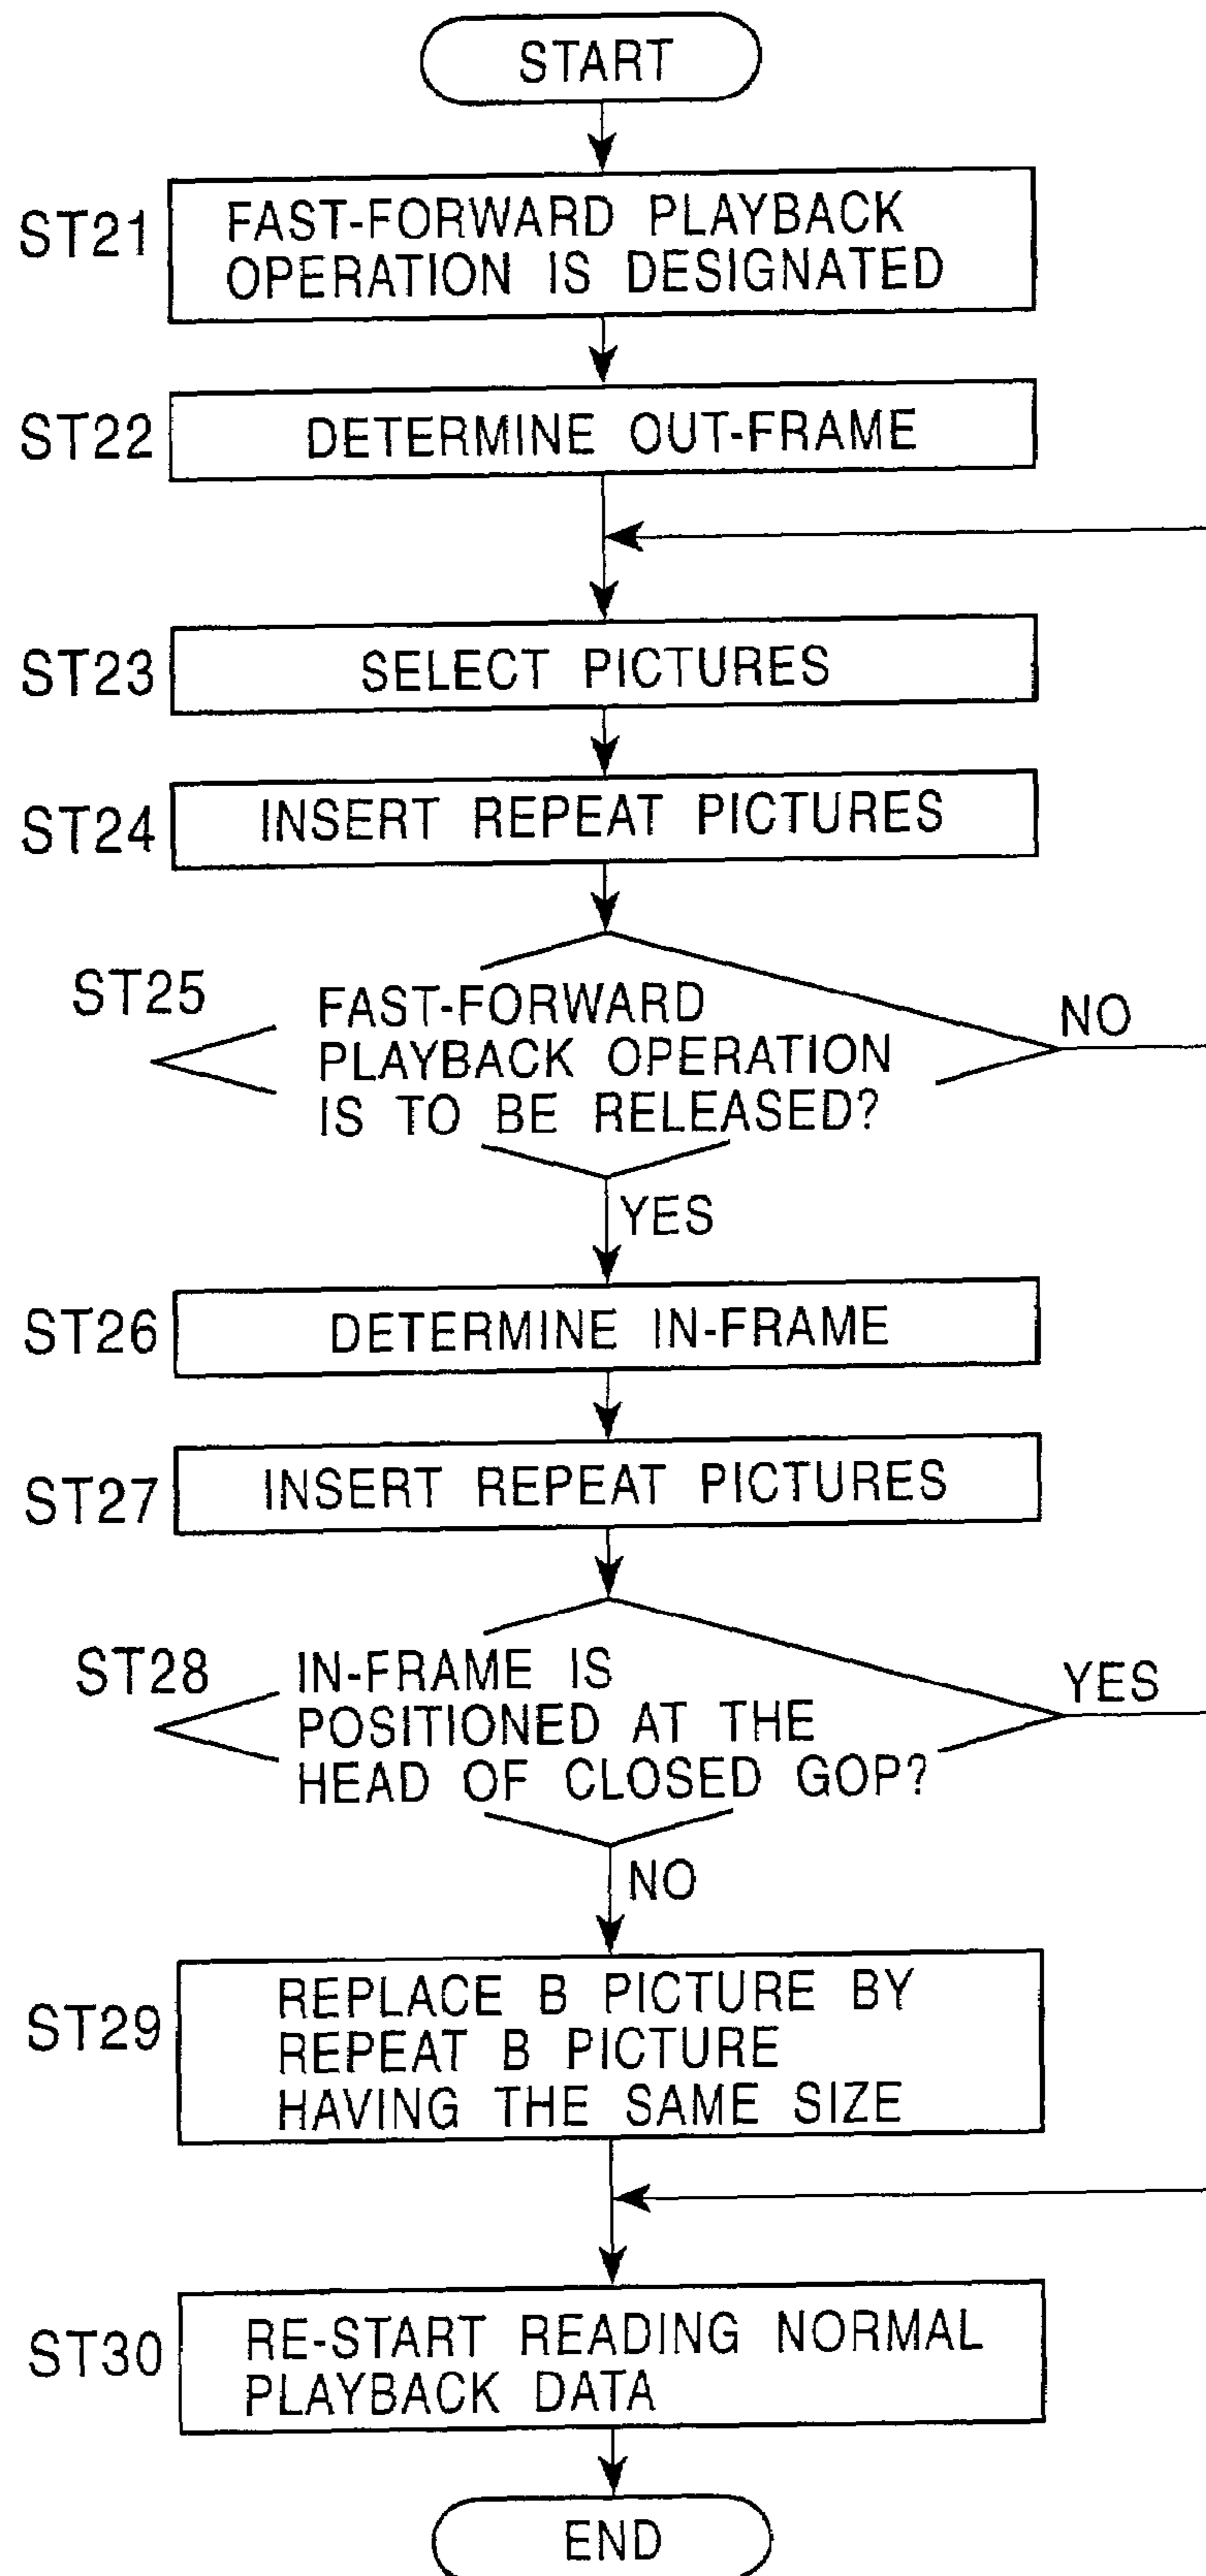 START
ST21
FAST-FORWARD PLAYBACK
OPERATION IS DESIGNATED
ST22
DETERMINE OUT-FRAME
ST23
SELECT PICTURES
ST24
INSERT REPEAT PICTURES
ST25
FAST-FORWARD
PLAYBACK OPERATION
IS TO BE RELEASED?
NO
YES
ST26
DETERMINE IN-FRAME
ST27
INSERT REPEAT PICTURES
ST28
IN-FRAME IS
POSITIONED AT THE
HEAD OF CLOSED GOP?
YES
NO
ST29
REPLACE B PICTURE BY
REPEAT B PICTURE
HAVING THE SAME SIZE
ST30
RE-START READING NORMAL
PLAYBACK DATA
END